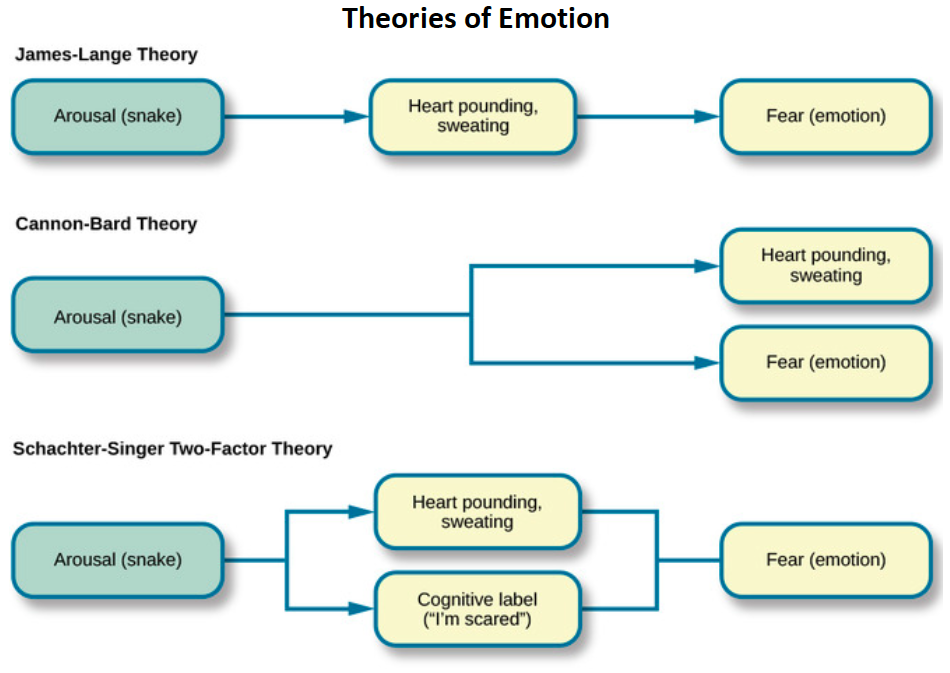 Theories of Emotion
James-Lange Theory
Arousal (snake)
Heart pounding,
sweating
Fear (emotion)
Cannon-Bard Theory
Arousal (snake)
Heart pounding,
sweating
Fear (emotion)
Schachter-Singer Two-Factor Theory
Arousal (snake)
Heart pounding,
sweating
Cognitive label
(“I’m scared”)
Fear (emotion)